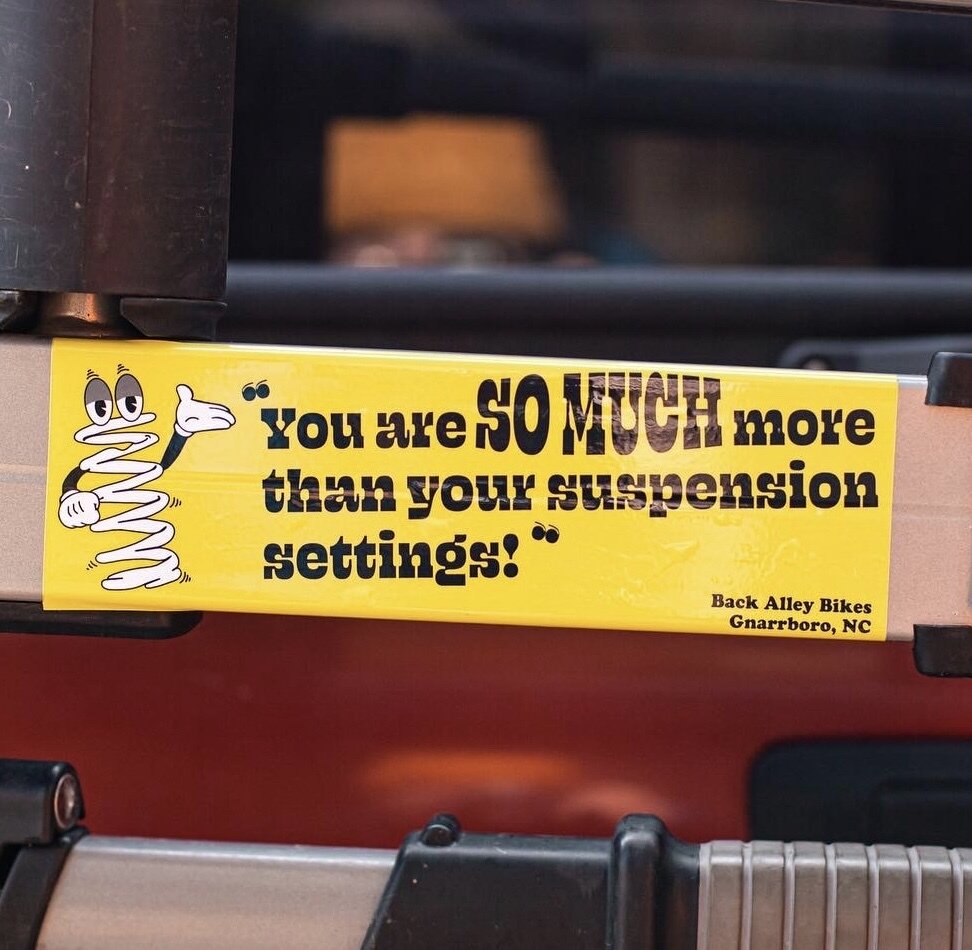 “You are SO MUCH more
than your suspension
settings!”
Back Alley Bikes
Gnarrboro, NC